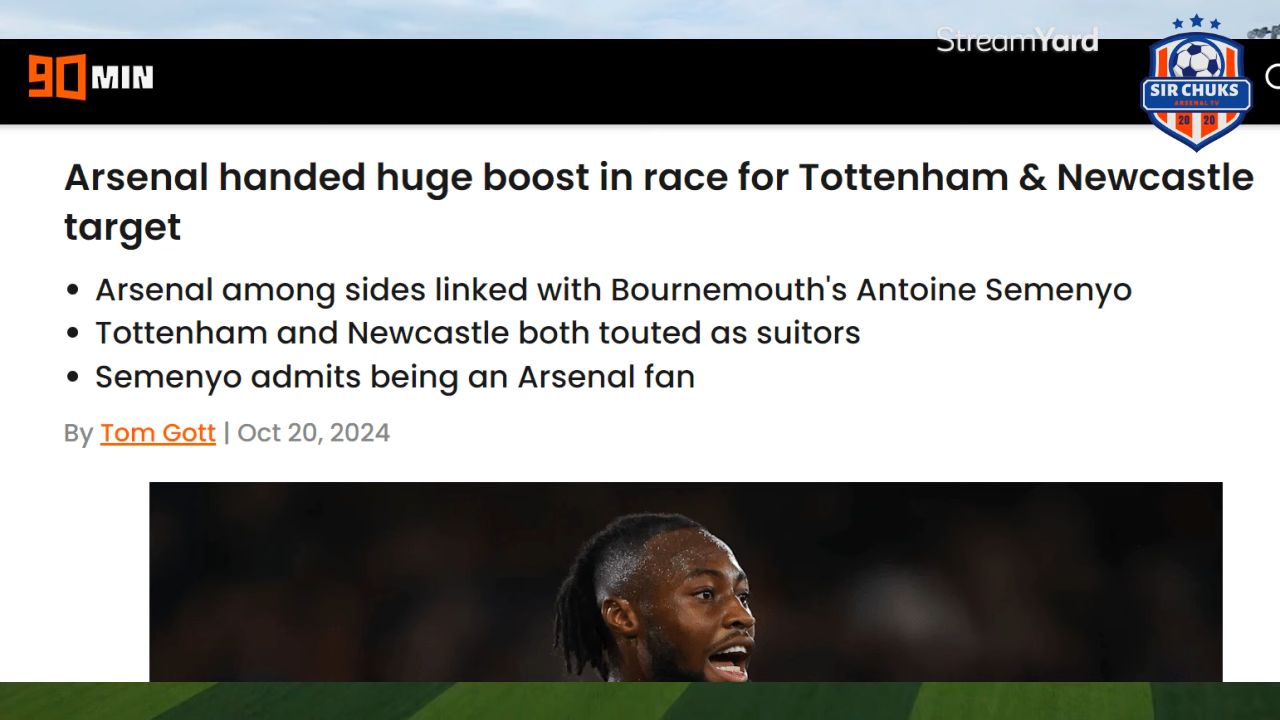 StreamYard
90MIN
SIR CHUKS
ARSENAL TV
20 20
Arsenal handed huge boost in race for Tottenham & Newcastle
target
• Arsenal among sides linked with Bournemouth's Antoine Semenyo
• Tottenham and Newcastle both touted as suitors
• Semenyo admits being an Arsenal fan
By Tom Gott | Oct 20, 2024